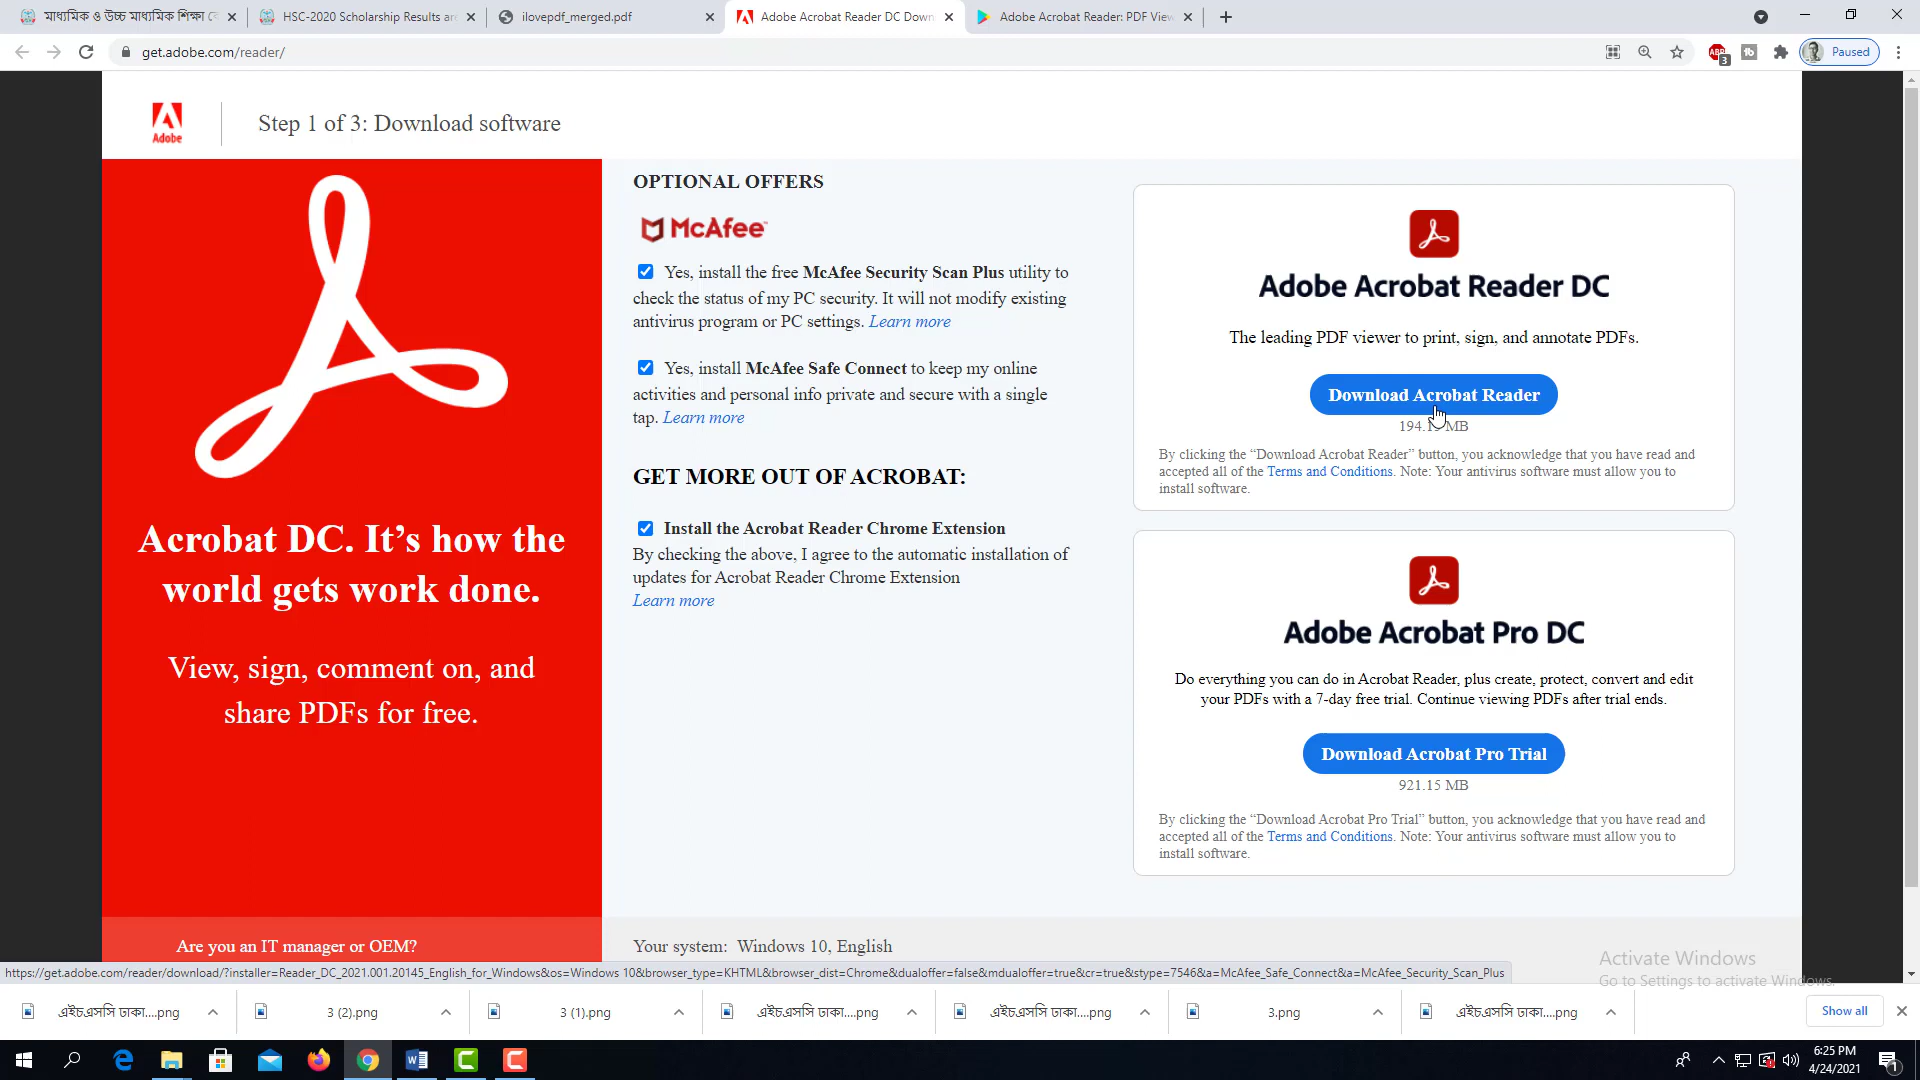 মাধ্যমিক ও উচ্চ মাধ্যমিক শিক্ষা বো
HSC-2020 Scholarship Results are
ilovepdf_merged.pdf
Adobe Acrobat Reader DC Down
Adobe Acrobat Reader: PDF View
get.adobe.com/reader/
ABP
3
Paused
Adobe
Step 1 of 3: Download software
Acrobat DC. It’s how the
world gets work done.
View, sign, comment on, and
share PDFs for free.
Are you an IT manager or OEM?
OPTIONAL OFFERS
McAfee
Yes, install the free McAfee Security Scan Plus utility to
check the status of my PC security. It will not modify existing
antivirus program or PC settings. Learn more
Yes, install McAfee Safe Connect to keep my online
activities and personal info private and secure with a single
tap. Learn more
GET MORE OUT OF ACROBAT:
Install the Acrobat Reader Chrome Extension
By checking the above, I agree to the automatic installation of
updates for Acrobat Reader Chrome Extension
Learn more
Your system: Windows 10, English
Adobe Acrobat Reader DC
The leading PDF viewer to print, sign, and annotate PDFs.
Download Acrobat Reader
MB
By clicking the “Download Acrobat Reader” button, you acknowledge that you have read and
accepted all of the Terms and Conditions. Note: Your antivirus software must allow you to
install software.
Adobe Acrobat Pro DC
Do everything you can do in Acrobat Reader, plus create, protect, convert and edit
your PDFs with a 7-day free trial. Continue viewing PDFs after trial ends.
Download Acrobat Pro Trial
921.15 MB
By clicking the “Download Acrobat Pro Trial” button, you acknowledge that you have read and
accepted all of the Terms and Conditions. Note: Your antivirus software must allow you to
install software.
Activate Windows
Go to Settings to activate Windows.
https://get.adobe.com/reader/download/?installer=Reader_DC_2021.001.20145_English_for_Windows&os=Windows 10&browser_type=KHTML&browser_dist=Chrome&dualoffer=false&mdualoffer=true&cr=true&stype=7546&a=McAfee_Safe_Connect&a=McAfee_Security_Scan_Plus
এইচএসসি ঢাকা....png
3 (2).png
3 (1).png
এইচএসসি ঢাকা....png
এইচএসসি ঢাকা....png
3.png
এইচএসসি ঢাকা....png
Show all
6:25 PM
4/24/2021
1